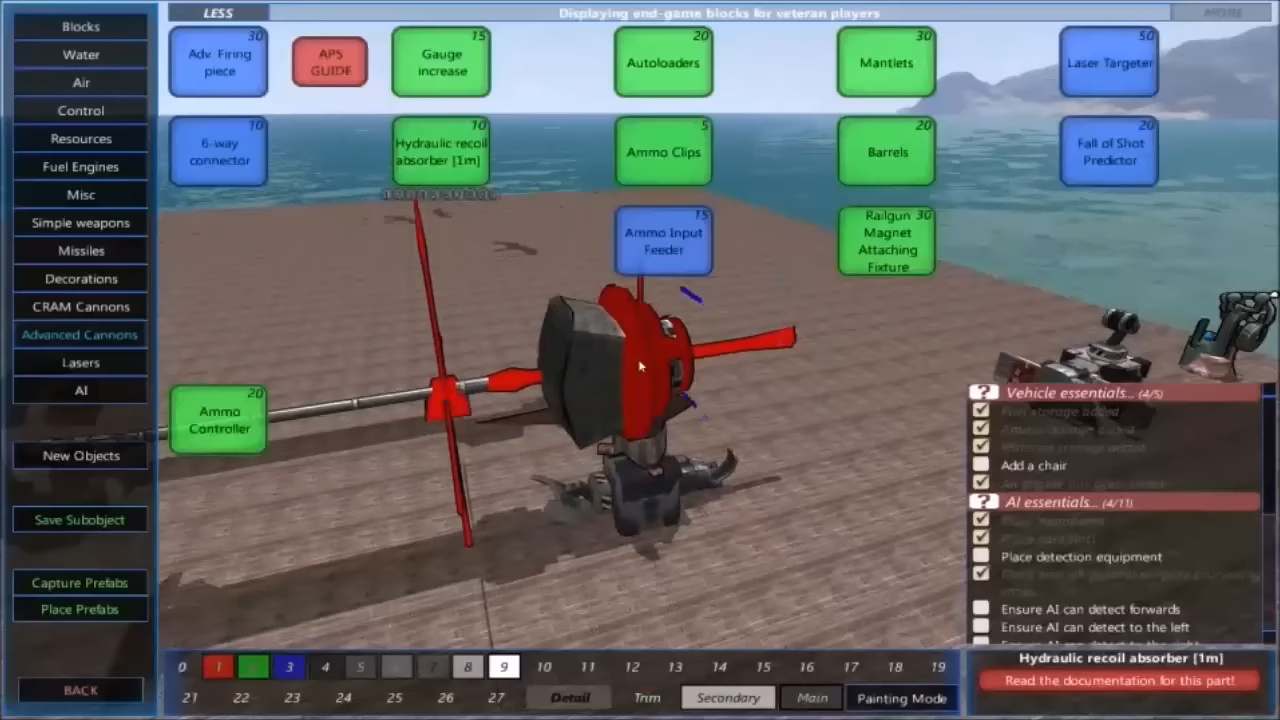 LESS
Displaying end-game blocks for veteran players
MORE
Blocks
Water
Air
Control
Resources
Fuel Engines
Misc
Simple weapons
Missiles
Decorations
CRAM Cannons
Advanced Cannons
Lasers
AI
New Objects
Save Subobject
Capture Prefabs
Place Prefabs
BACK
30
Adv. Firing
piece
APS
GUIDE
15
Gauge
increase
20
Autoloaders
30
Mantlets
50
Laser Targeter
10
6-way
connector
10
Hydraulic recoil
absorber [1m]
5
Ammo Clips
20
Barrels
20
Fall of Shot
Predictor
15
Ammo Input
Feeder
30
Railgun
Magnet
Attaching
Fixture
20
Ammo
Controller
? Vehicle essentials... (4/5)
Add a chair
? AI essentials... (4/11)
Place detection equipment
Ensure AI can detect forwards
Ensure AI can detect to the left
Hydraulic recoil absorber [1m]
Read the documentation for this part!
0 1 2 3 4 5 6 7 8 9 10 11 12 13 14 15 16 17 18 19
21 22 23 24 25 26 27 Detail Trim Secondary Main Painting Mode